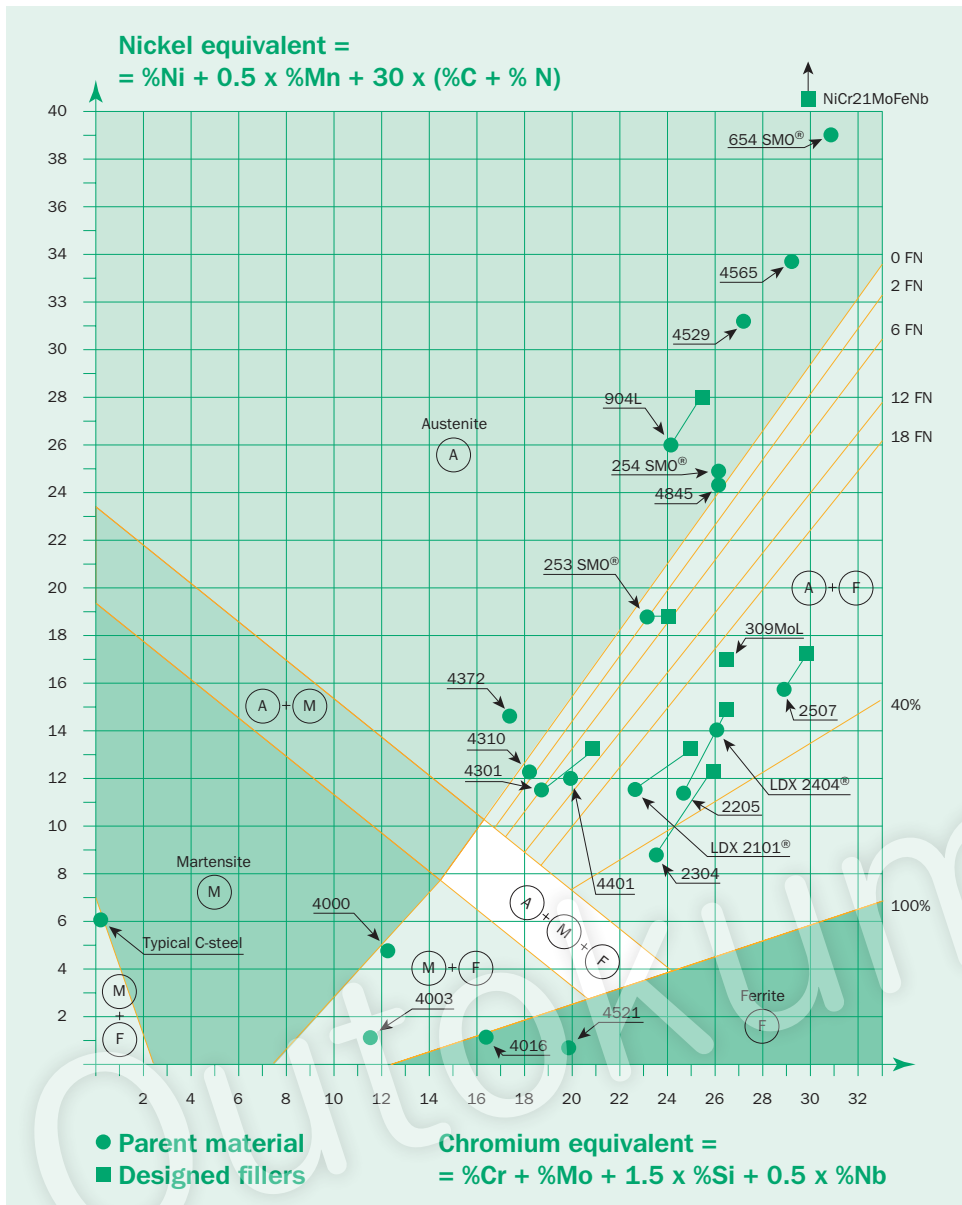 Nickel equivalent =
= %Ni + 0.5 x %Mn + 30 x (%C + % N)
NiCr21MoFeNb
40
654 SMO®
38
36
34
0 FN
4565
2 FN
33
4529
6 FN
30
28
904L
12 FN
Austenite
18 FN
26
A
254 SMO®
24
4845
22
253 SMO®
20
A + F
18
309MoL
4372
16
A + M
2507
40%
14
4310
4301
12
LDX 2404®
2205
10
LDX 2101®
Martensite
2304
8
M
4401
4000
A + M + F
100%
6
Typical C-steel
4
M + F
M
+
F
4003
Ferrite
F
4521
2
4016
2 4 6 8 10 12 14 16 18 20 22 24 26 28 30 32
Parent material
Designed fillers
Chromium equivalent =
= %Cr + %Mo + 1.5 x %Si + 0.5 x %Nb
Outokum